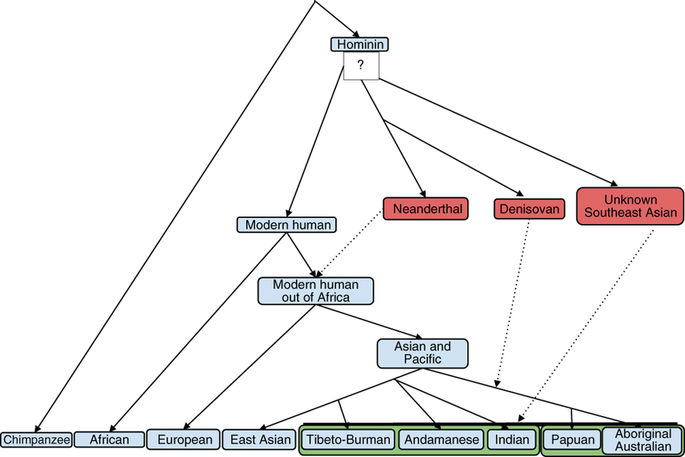 Hominin
?
Neanderthal
Denisovan
Unknown
Southeast Asian
Modern human
Modern human
out of Africa
Asian and
Pacific
Chimpanzee
African
European
East Asian
Tibeto-Burman
Andamanese
Indian
Papuan
Aboriginal
Australian